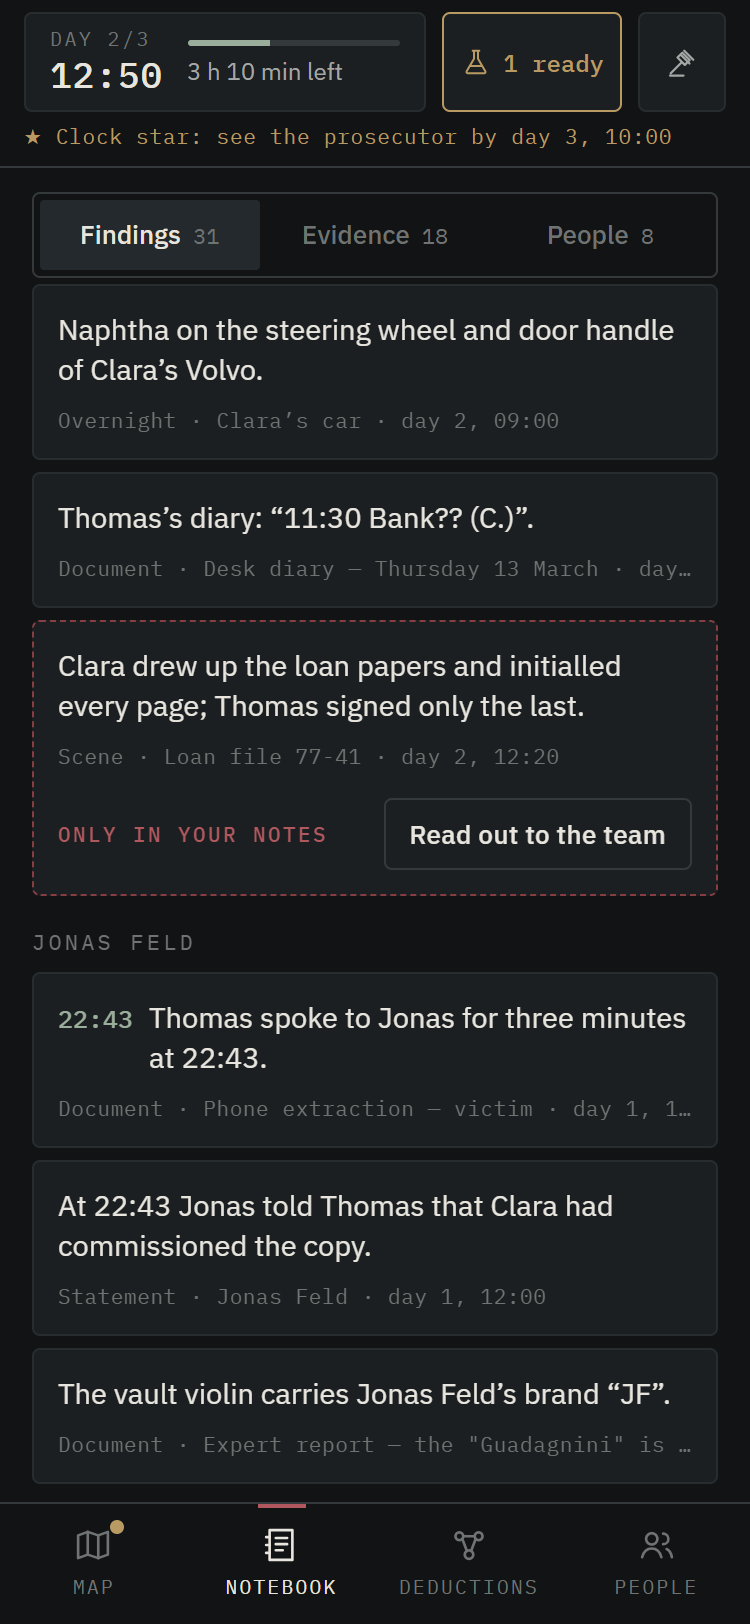 DAY 2/3
12:50
3 h 10 min left
1 ready
★ Clock star: see the prosecutor by day 3, 10:00
Findings 31
Evidence 18
People 8
Naphtha on the steering wheel and door handle
of Clara’s Volvo.
Overnight · Clara’s car · day 2, 09:00
Thomas’s diary: “11:30 Bank?? (C.)”.
Document · Desk diary — Thursday 13 March · day…
Clara drew up the loan papers and initialled
every page; Thomas signed only the last.
Scene · Loan file 77-41 · day 2, 12:20
ONLY IN YOUR NOTES
Read out to the team
JONAS FELD
22:43 Thomas spoke to Jonas for three minutes
at 22:43.
Document · Phone extraction — victim · day 1, 1…
At 22:43 Jonas told Thomas that Clara had
commissioned the copy.
Statement · Jonas Feld · day 1, 12:00
The vault violin carries Jonas Feld’s brand “JF”.
Document · Expert report — the "Guadagnini" is …
MAP
NOTEBOOK
DEDUCTIONS
PEOPLE